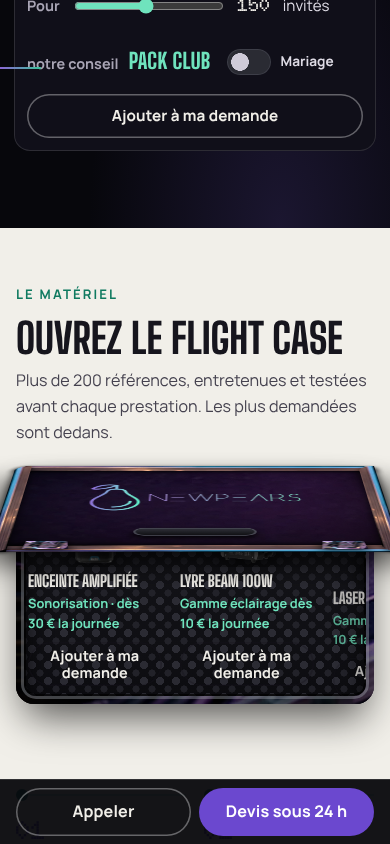 Pour 150 invités
notre conseil PACK CLUB Mariage
Ajouter à ma demande
LE MATÉRIEL
OUVREZ LE FLIGHT CASE
Plus de 200 références, entretenues et testées
avant chaque prestation. Les plus demandées
sont dedans.
NEWPEARS
ENCEINTE AMPLIFIÉE
Sonorisation · dès
30 € la journée
Ajouter à ma
demande
LYRE BEAM 100W
Gamme éclairage dès
10 € la journée
Ajouter à ma
demande
LASER
10 €
Appeler
Devis sous 24 h